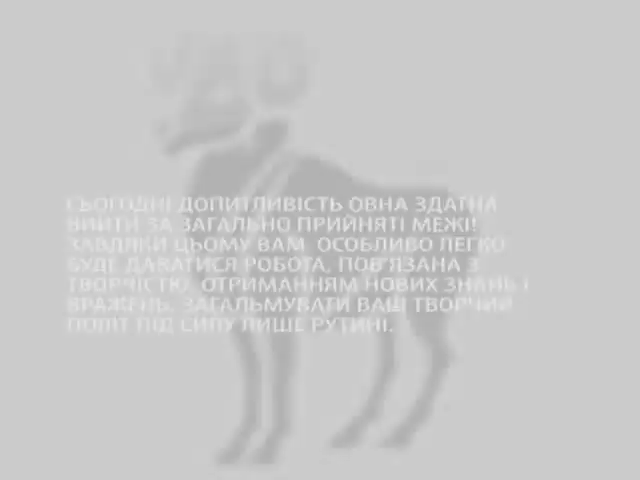 СЬОГОДНІ ДОПИТЛИВІСТЬ ОВНА ЗДАТНА
ВИЙТИ ЗА ЗАГАЛЬНО ПРИЙНЯТІ МЕЖІ!
ЗАВДЯКИ ЦЬОМУ ВАМ ОСОБЛИВО ЛЕГКО
БУДЕ ДАВАТИСЯ РОБОТА, ПОВ'ЯЗАНА З
ТВОРЧІСТЮ, ОТРИМАННЯМ НОВИХ ЗНАНЬ І
ВРАЖЕНЬ. ЗАГАЛЬМУВАТИ ВАШ ТВОРЧИЙ
ПОЛІТ ПІД СИЛУ ЛИШЕ РУТИНІ.